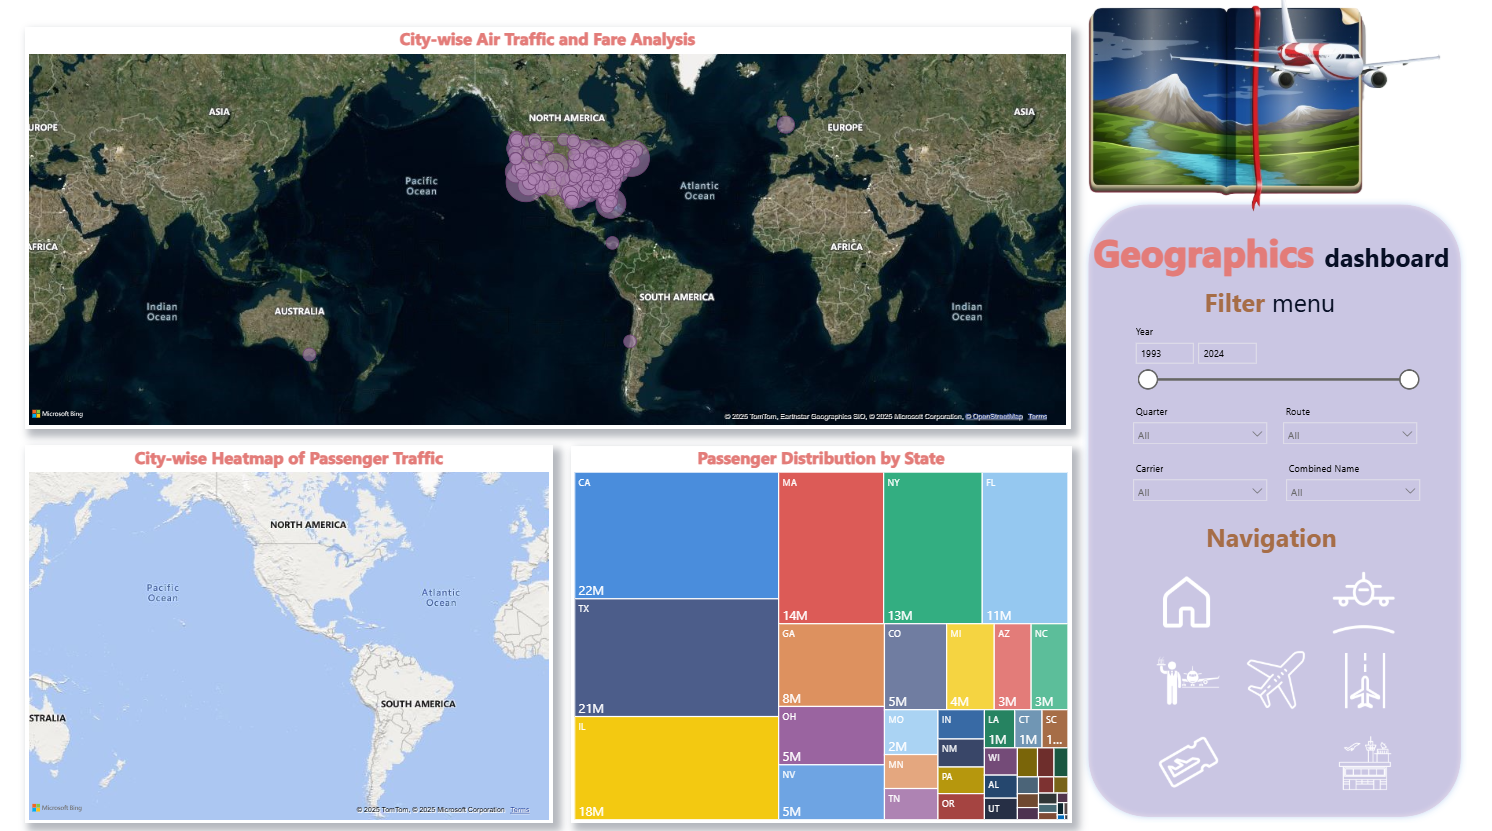 City-wise Air Traffic and Fare Analysis
ASIA
NORTH AMERICA
ASIA
UROPE
EUROPE
Pacific
Ocean
Atlantic
Ocean
AFRICA
AFRICA
SOUTH AMERICA
Indian
Ocean
AUSTRALIA
Indian
Ocean
Microsoft Bing
© 2025 TomTom, Earthstar Geographics SIO, © 2025 Microsoft Corporation, © OpenStreetMap Terms
City-wise Heatmap of Passenger Traffic
NORTH AMERICA
Pacific
Ocean
Atlantic
Ocean
SOUTH AMERICA
STRALIA
Microsoft Bing
© 2025 TomTom, © 2025 Microsoft Corporation Terms
Passenger Distribution by State
CA
22M
TX
21M
IL
18M
MA
14M
NY
13M
FL
11M
GA
8M
OH
5M
NV
5M
CO
5M
MI
4M
AZ
3M
NC
3M
MO
2M
MN
TN
IN
NM
PA
OR
LA
1M
CT
1M
SC
1...
WI
AL
UT
Geographics dashboard
Filter menu
Year
1993 2024
Quarter Route
All All
Carrier Combined Name
All All
Navigation